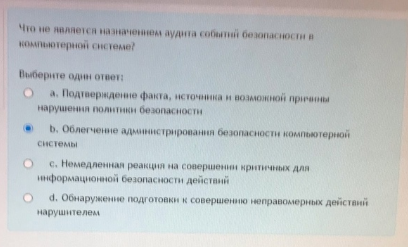 Что не является назначением аудита событий безопасности в
компьютерной системе?
Выберите один ответ:
a. Подтверждение факта, источника и возможной причины
нарушения политики безопасности
b. Облегчение администрирования безопасности компьютерной
системы
c. Немедленная реакция на совершении критичных для
информационной безопасности действий
d. Обнаружение подготовки к совершению неправомерных действий
нарушителем